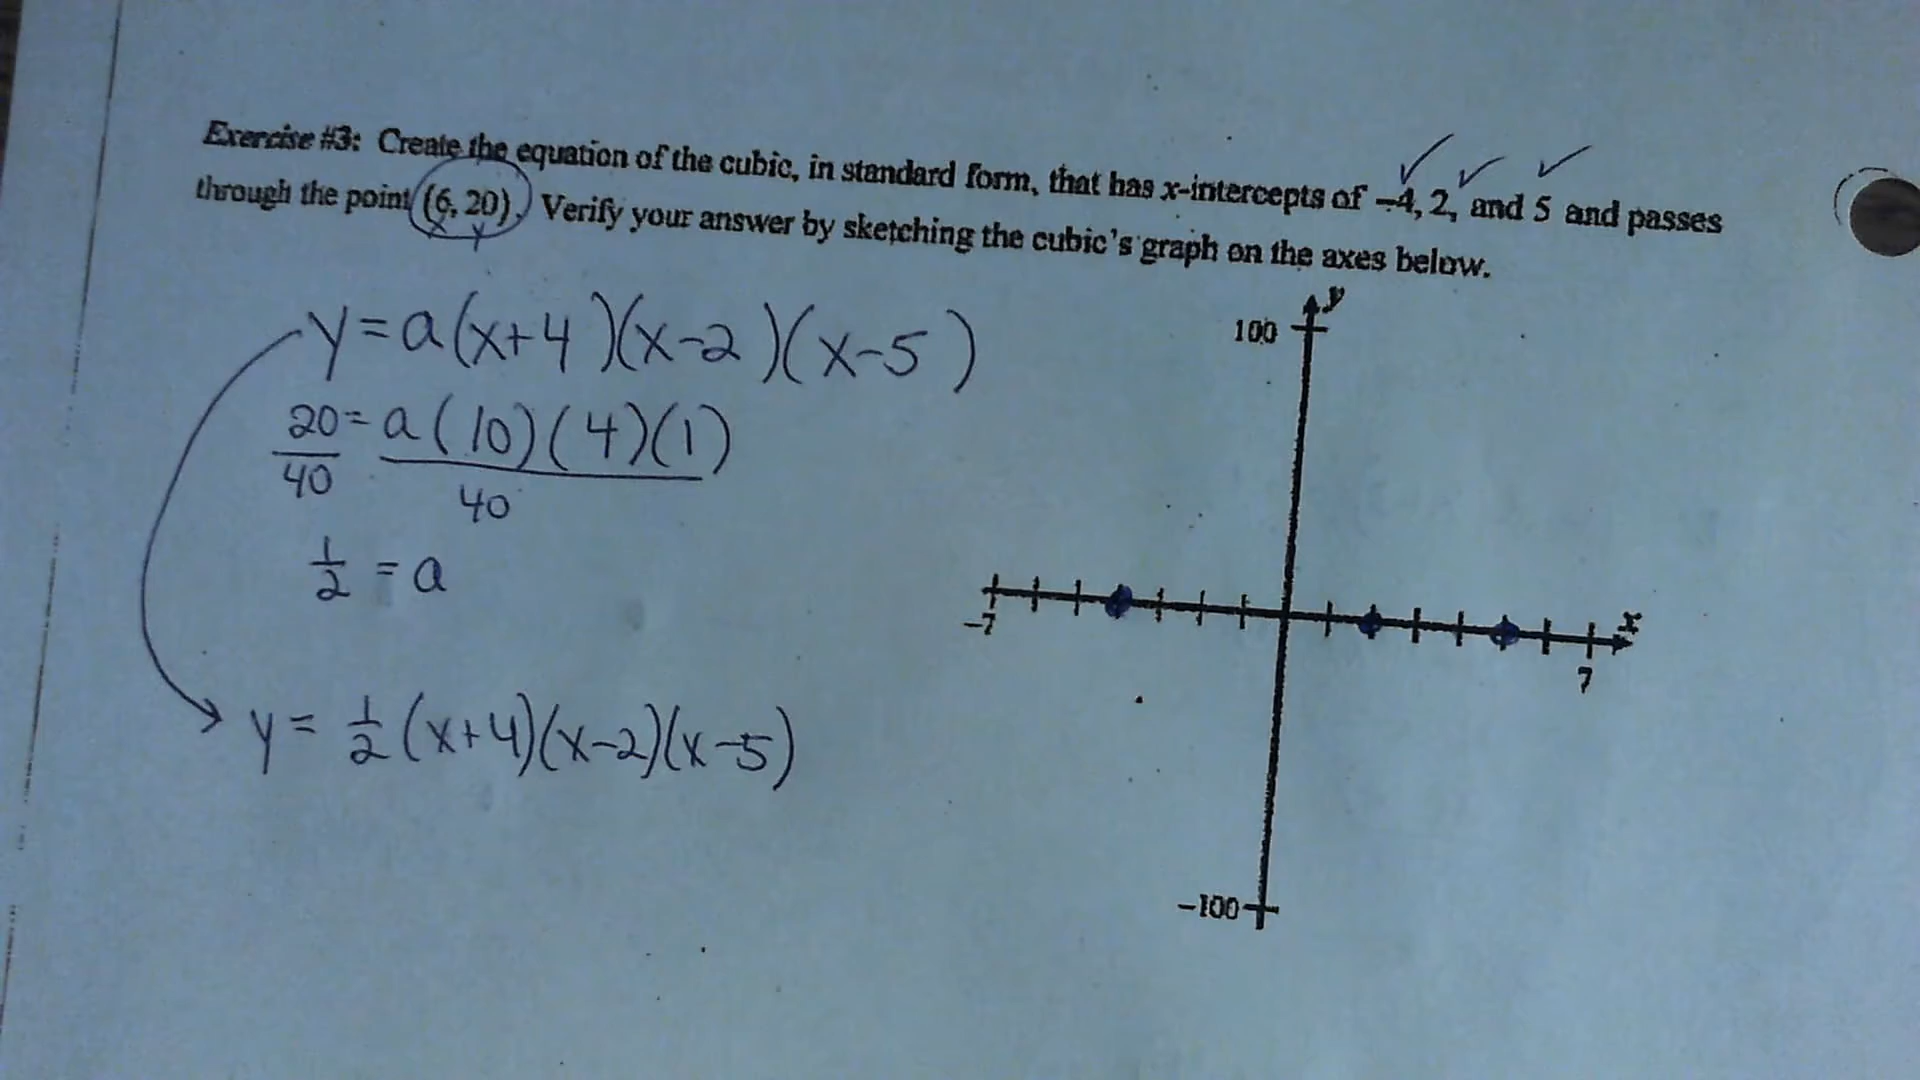 Exercise #3: Create the equation of the cubic, in standard form, that has x-intercepts of −4, 2, and 5 and passes
through the point (6, 20). Verify your answer by sketching the cubic's graph on the axes below.
x y
y = a(x+4)(x-2)(x-5)
20 = a(10)(4)(1)
40 40
1/2 = a
y = 1/2 (x+4)(x-2)(x-5)
y
100
x
-7
7
-100